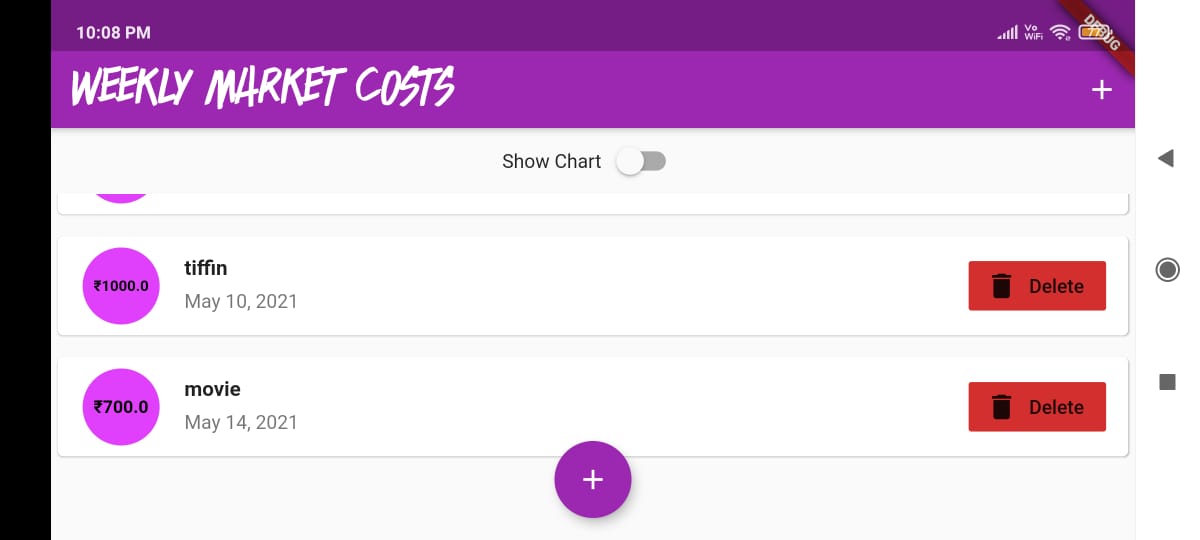 10:08 PM
Vo
WiFi
77
DEBUG
WEEKLY MARKET COSTS
+
Show Chart
₹1000.0
tiffin
May 10, 2021
Delete
₹700.0
movie
May 14, 2021
Delete
+